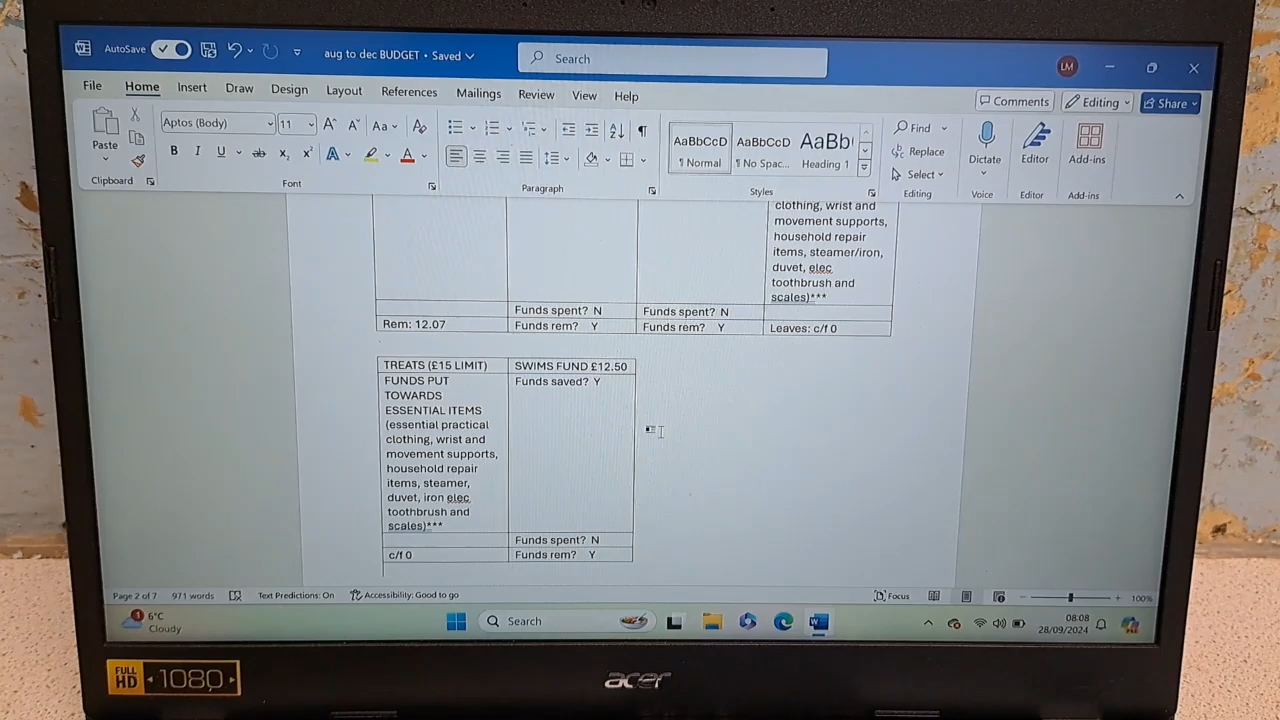 AutoSave
aug to dec BUDGET • Saved
Search
LM
File Home Insert Draw Design Layout References Mailings Review View Help
Comments Editing Share
Paste
Clipboard
Aptos (Body) 11
Font
Paragraph
AaBbCcD AaBbCcD AaBb
¶ Normal ¶ No Spac... Heading 1
Styles
Find
Replace
Select
Editing
Dictate
Voice
Editor
Editor
Add-ins
Add-ins
clothing, wrist and
movement supports,
household repair
items, steamer/iron,
duvet, elec
toothbrush and
scales)***
Funds spent? N Funds spent? N
Rem: 12.07 Funds rem? Y Funds rem? Y Leaves: c/f 0
TREATS (£15 LIMIT) SWIMS FUND £12.50
FUNDS PUT Funds saved? Y
TOWARDS
ESSENTIAL ITEMS
(essential practical
clothing, wrist and
movement supports,
household repair
items, steamer,
duvet, iron elec
toothbrush and
scales)***
Funds spent? N
c/f 0 Funds rem? Y
Page 2 of 7 971 words Text Predictions: On Accessibility: Good to go Focus 100%
1
6°C
Cloudy
Search
08:08
28/09/2024
FULL HD 1080
acer